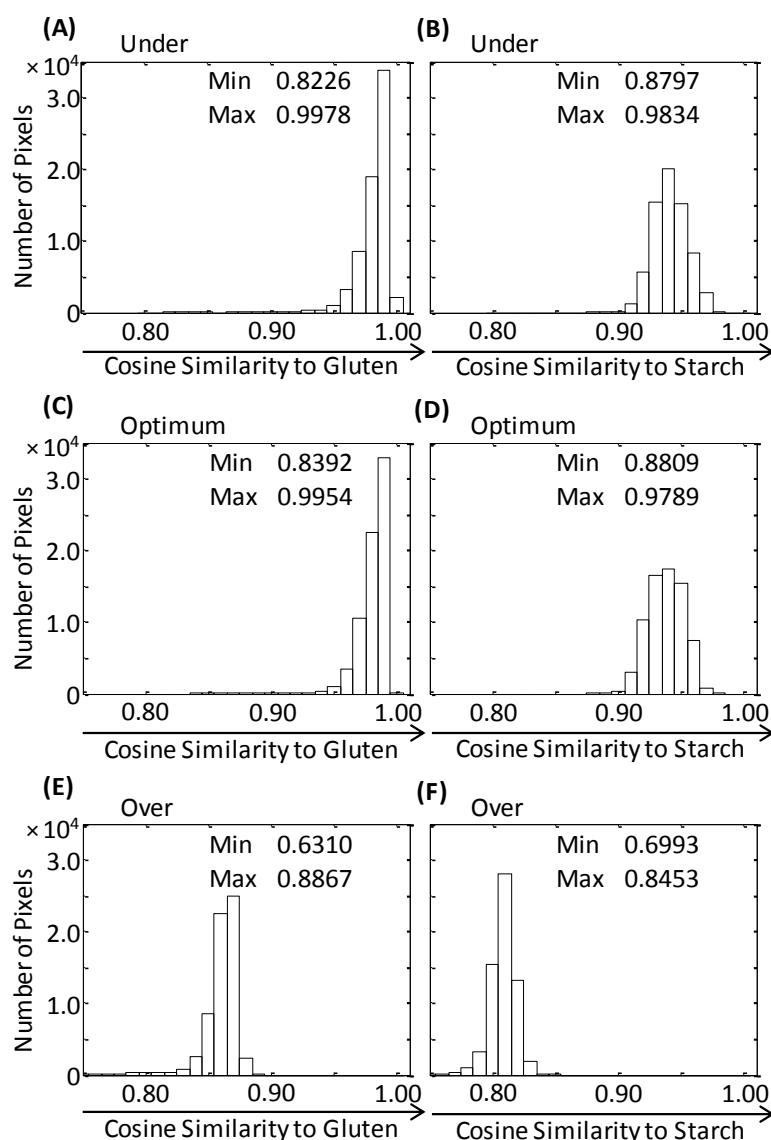 (A)
Under
× 10⁴
Min 0.8226
Max 0.9978
Number of Pixels
3.0
2.0
1.0
0
0.80 0.90 1.00
Cosine Similarity to Gluten
(B)
Under
Min 0.8797
Max 0.9834
0.80 0.90 1.00
Cosine Similarity to Starch
(C)
Optimum
× 10⁴
Min 0.8392
Max 0.9954
Number of Pixels
3.0
2.0
1.0
0
0.80 0.90 1.00
Cosine Similarity to Gluten
(D)
Optimum
Min 0.8809
Max 0.9789
0.80 0.90 1.00
Cosine Similarity to Starch
(E)
Over
× 10⁴
Min 0.6310
Max 0.8867
Number of Pixels
3.0
2.0
1.0
0
0.80 0.90 1.00
Cosine Similarity to Gluten
(F)
Over
Min 0.6993
Max 0.8453
0.80 0.90 1.00
Cosine Similarity to Starch